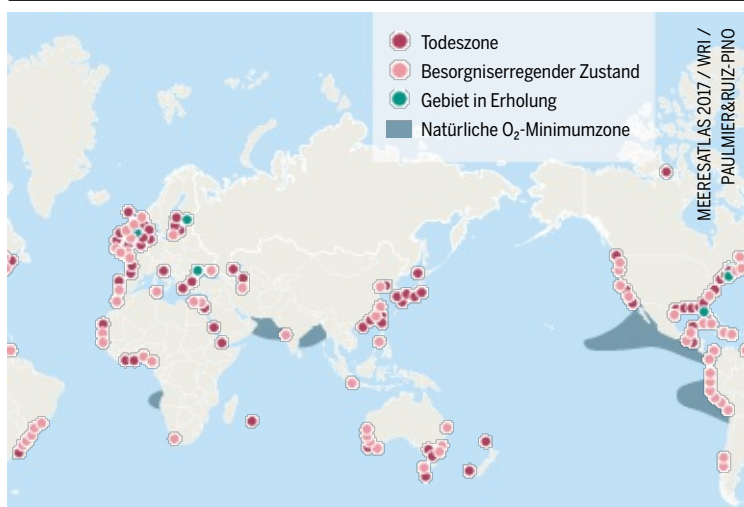 Todeszone
Besorgniserregender Zustand
Gebiet in Erholung
Natürliche O₂-Minimumzone
MEERESATLAS 2017 / WRI /
PAULMIER&RUIZ-PINO